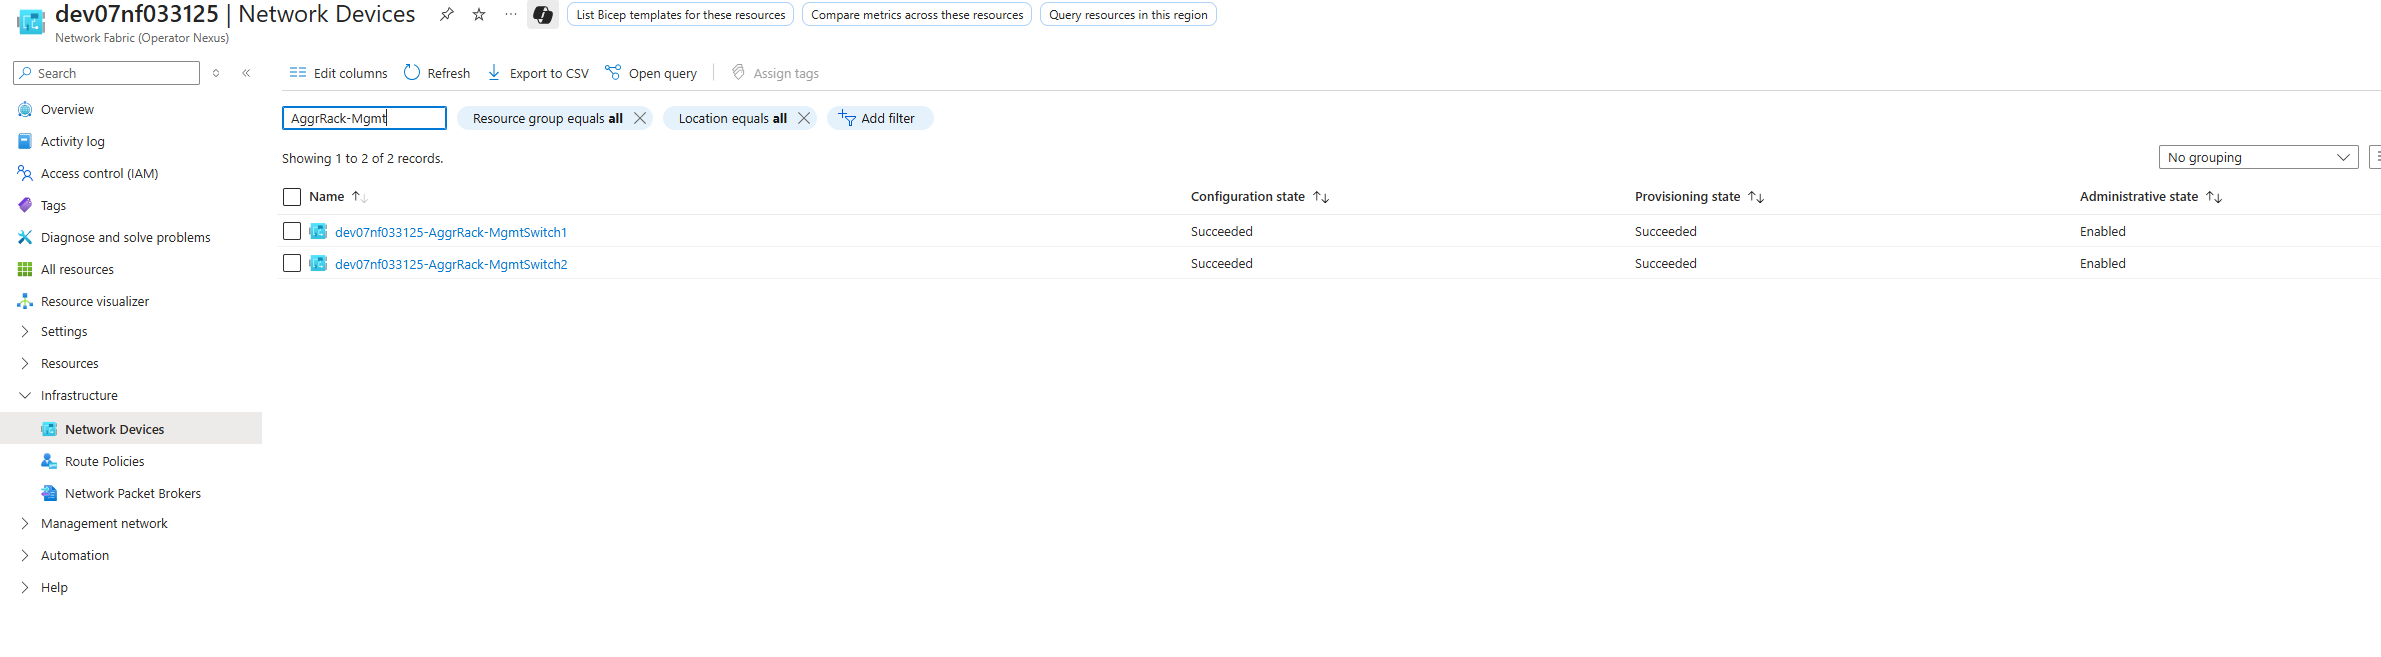 dev07nf033125 | Network Devices
List Bicep templates for these resources
Compare metrics across these resources
Query resources in this region
Network Fabric (Operator Nexus)
Search
Edit columns
Refresh
Export to CSV
Open query
Assign tags
Overview
Activity log
Access control (IAM)
Tags
Diagnose and solve problems
All resources
Resource visualizer
Settings
Resources
Infrastructure
Network Devices
Route Policies
Network Packet Brokers
Management network
Automation
Help
AggrRack-Mgmt
Resource group equals all
Location equals all
Add filter
Showing 1 to 2 of 2 records.
No grouping
Name Configuration state Provisioning state Administrative state
dev07nf033125-AggrRack-MgmtSwitch1 Succeeded Succeeded Enabled
dev07nf033125-AggrRack-MgmtSwitch2 Succeeded Succeeded Enabled